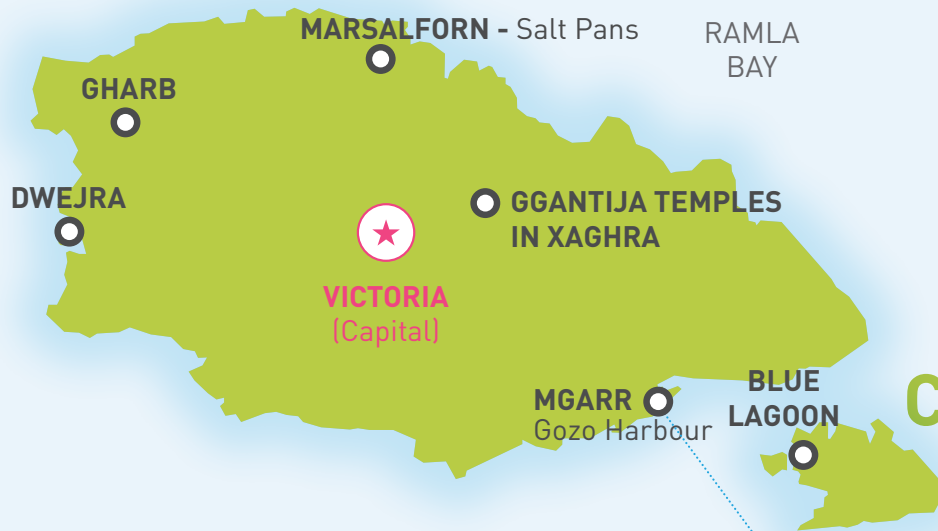 MARSALFORN - Salt Pans
RAMLA
BAY
GHARB
DWEJRA
GGANTIJA TEMPLES
IN XAGHRA
VICTORIA
(Capital)
MGARR
Gozo Harbour
BLUE
LAGOON
C